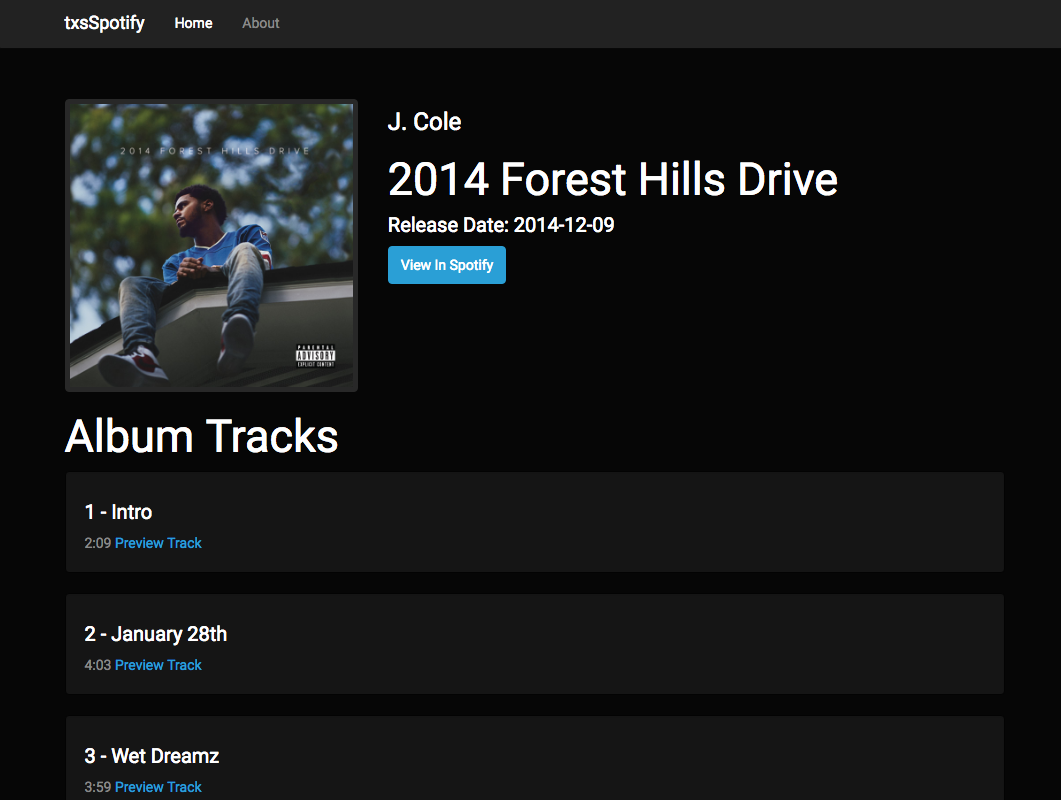 txsSpotify Home About
2014 FOREST HILLS DRIVE
PARENTAL
ADVISORY
EXPLICIT CONTENT
J. Cole
2014 Forest Hills Drive
Release Date: 2014-12-09
View In Spotify
Album Tracks
1 - Intro
2:09 Preview Track
2 - January 28th
4:03 Preview Track
3 - Wet Dreamz
3:59 Preview Track